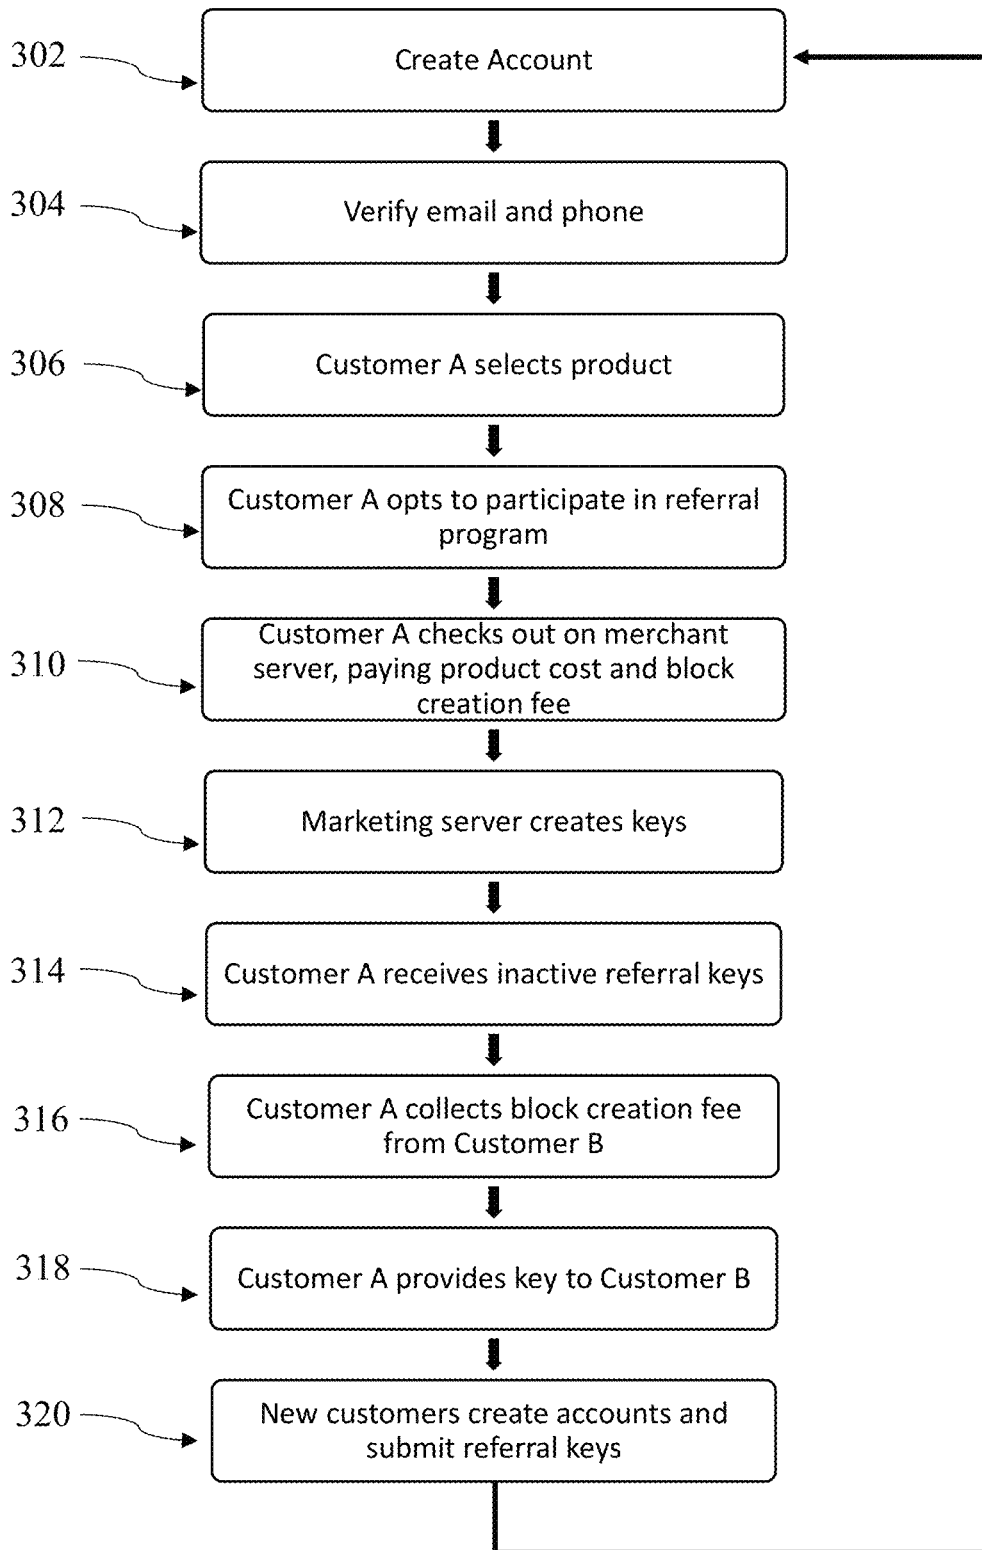 302
Create Account
304
Verify email and phone
306
Customer A selects product
308
Customer A opts to participate in referral
program
310
Customer A checks out on merchant
server, paying product cost and block
creation fee
312
Marketing server creates keys
314
Customer A receives inactive referral keys
316
Customer A collects block creation fee
from Customer B
318
Customer A provides key to Customer B
320
New customers create accounts and
submit referral keys